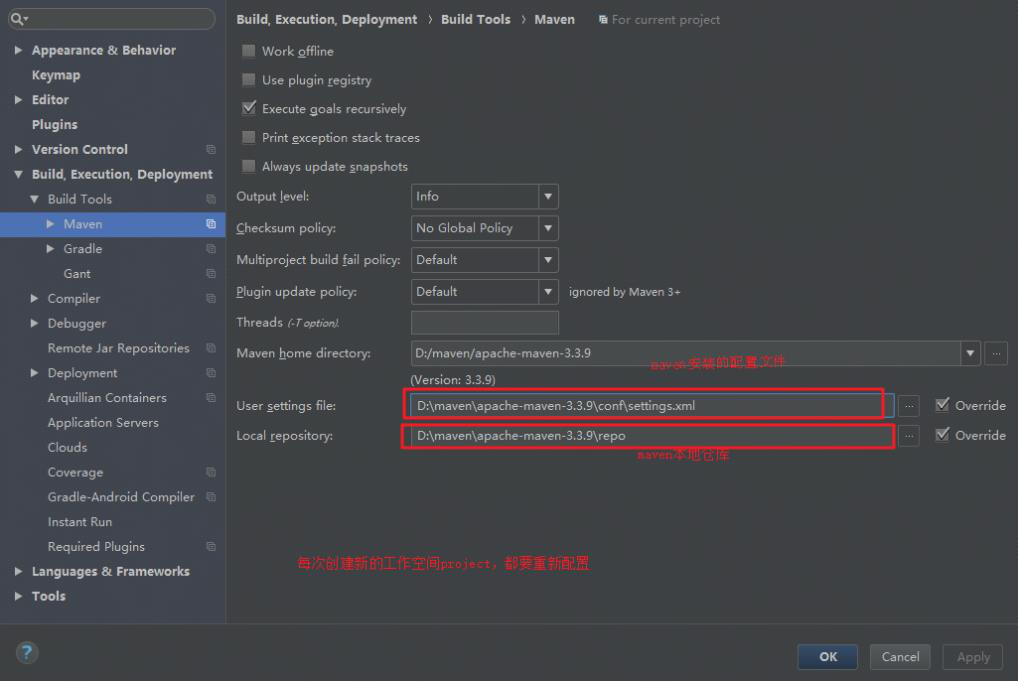 Build, Execution, Deployment › Build Tools › Maven For current project
Appearance & Behavior
Keymap
Editor
Plugins
Version Control
Build, Execution, Deployment
Build Tools
Maven
Gradle
Gant
Compiler
Debugger
Remote Jar Repositories
Deployment
Arquillian Containers
Application Servers
Clouds
Coverage
Gradle-Android Compiler
Instant Run
Required Plugins
Languages & Frameworks
Tools
Work offline
Use plugin registry
Execute goals recursively
Print exception stack traces
Always update snapshots
Output level: Info
Checksum policy: No Global Policy
Multiproject build fail policy: Default
Plugin update policy: Default ignored by Maven 3+
Threads (-T option).
Maven home directory: D:/maven/apache-maven-3.3.9 ...
maven安装的配置文件
(Version: 3.3.9)
User settings file: D:\maven\apache-maven-3.3.9\conf\settings.xml ... Override
Local repository: D:\maven\apache-maven-3.3.9\repo ... Override
maven本地仓库
每次创建新的工作空间project，都要重新配置
?
OK Cancel Apply